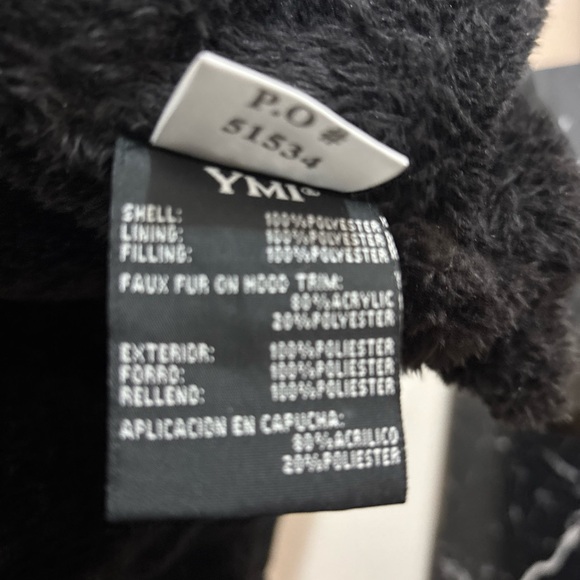 P.O #
51534
YMI®
SHELL: 100%POLYESTER
LINING: 100%POLYESTER
FILLING: 100%POLYESTER
FAUX FUR ON HOOD TRIM:
80%ACRYLIC
20%POLYESTER
EXTERIOR: 100%POLIESTER
FORRO: 100%POLIESTER
RELLENO: 100%POLIESTER
APLICACION EN CAPUCHA:
80%ACRILICO
20%POLIESTER